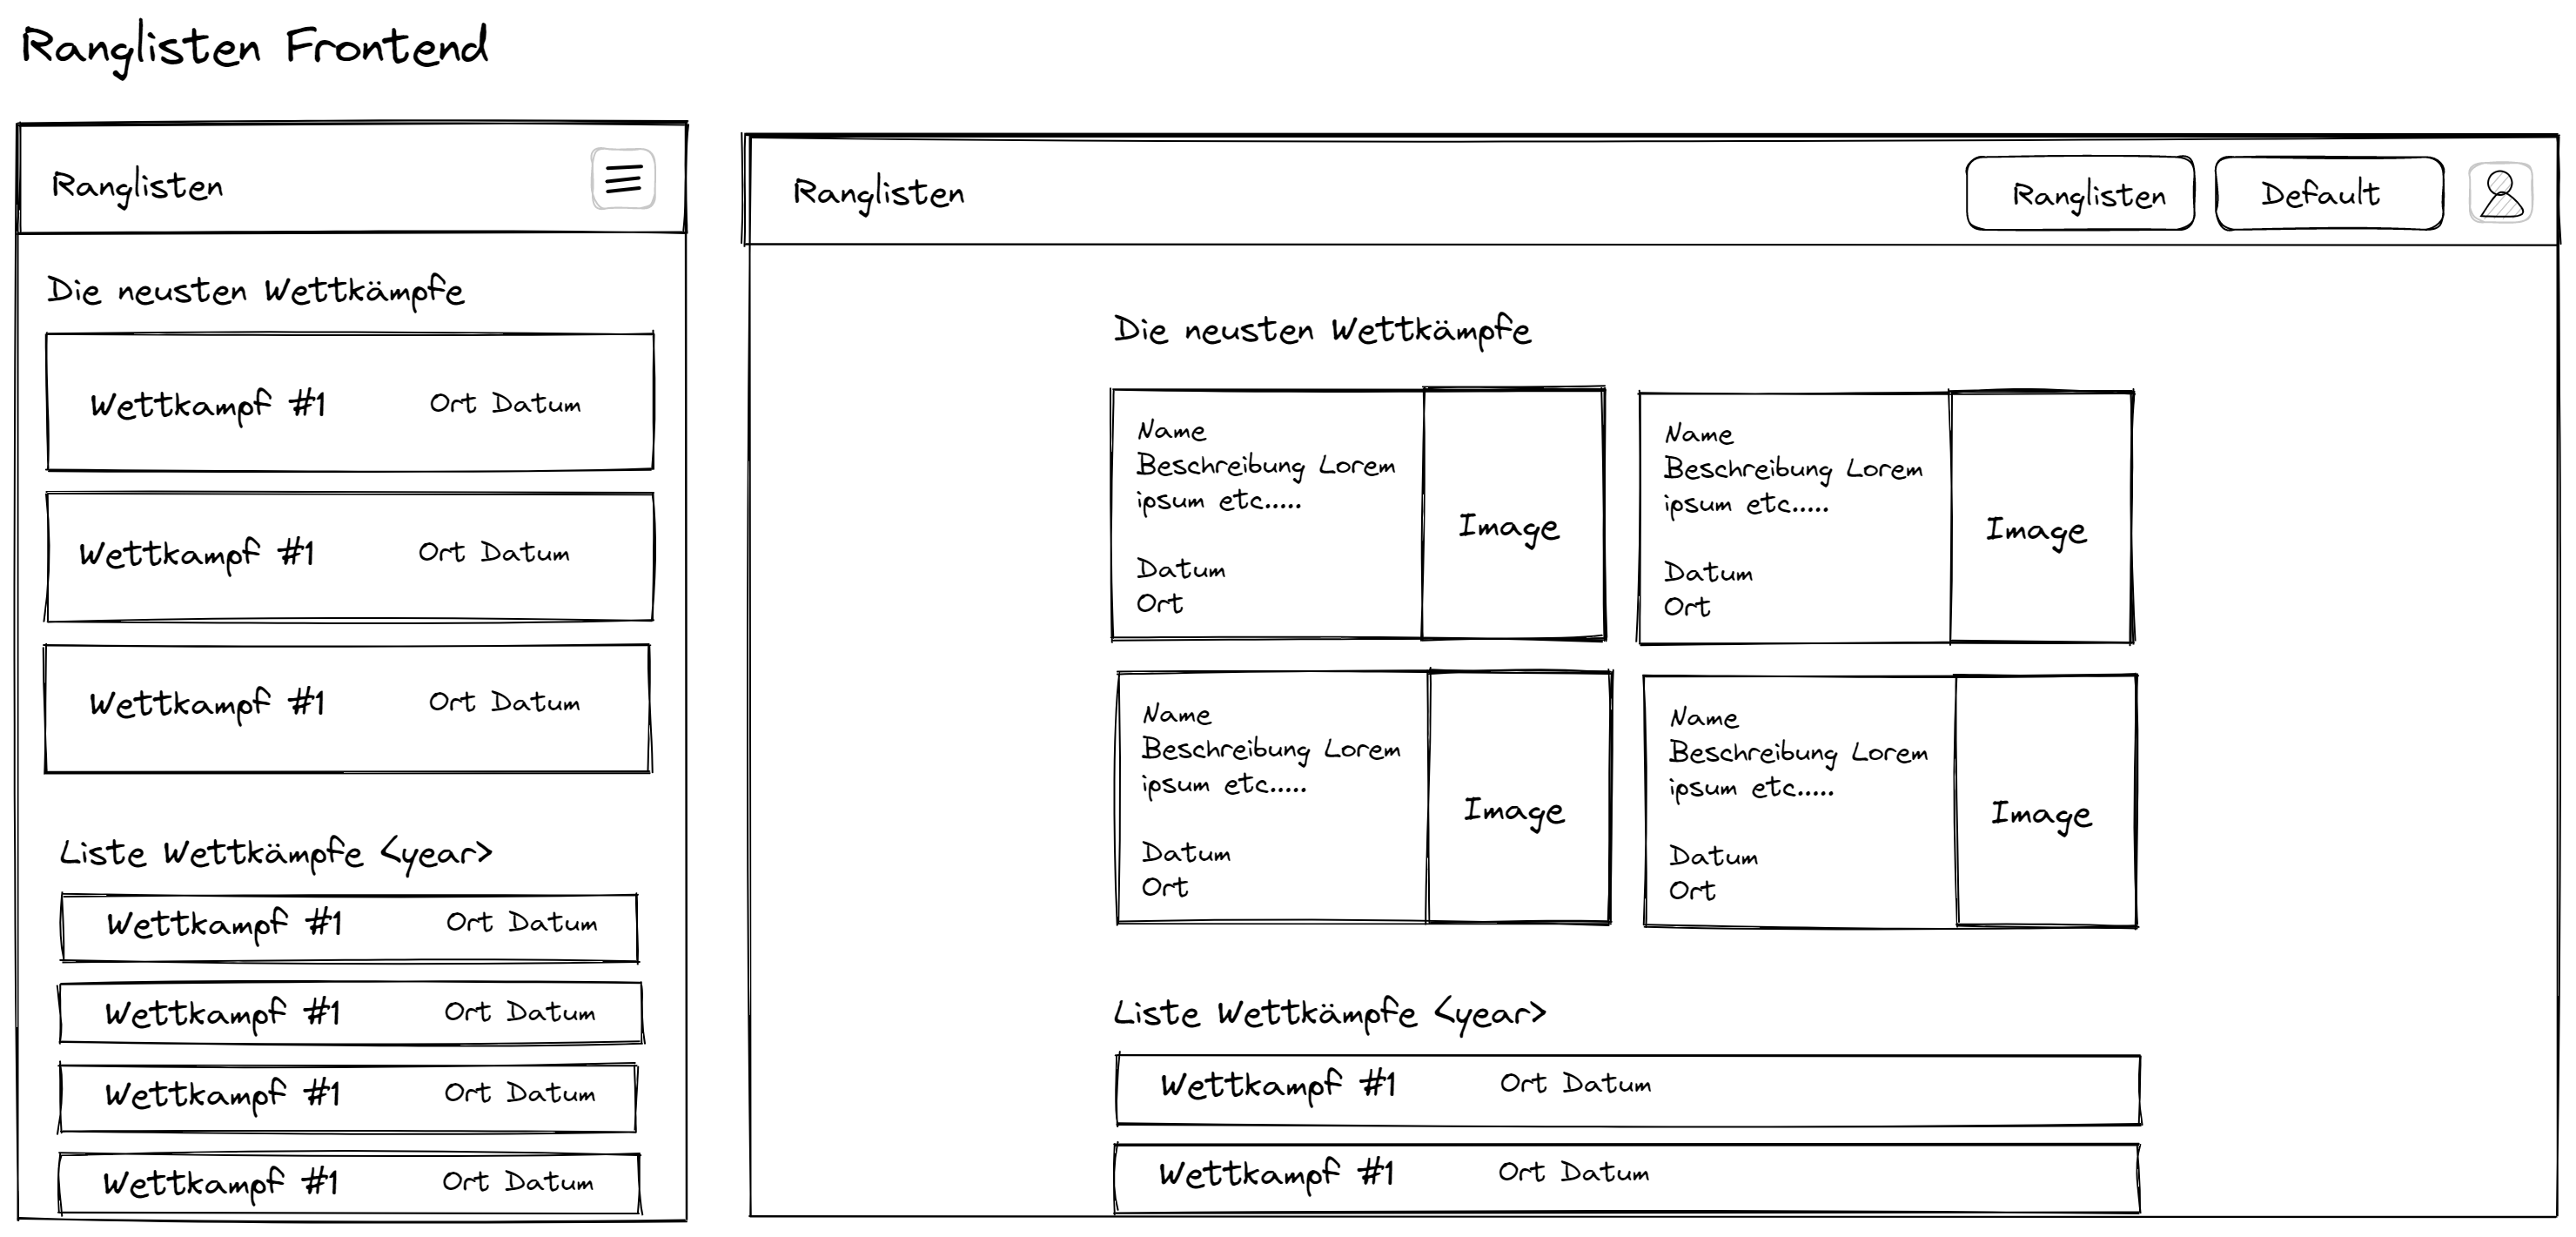 Ranglisten Frontend
Ranglisten
Die neusten Wettkämpfe
Wettkampf #1 Ort Datum
Wettkampf #1 Ort Datum
Wettkampf #1 Ort Datum
Liste Wettkämpfe <year>
Wettkampf #1 Ort Datum
Wettkampf #1 Ort Datum
Wettkampf #1 Ort Datum
Wettkampf #1 Ort Datum
Ranglisten Ranglisten Default
Die neusten Wettkämpfe
Name
Beschreibung Lorem
ipsum etc.....
Datum
Ort
Image
Name
Beschreibung Lorem
ipsum etc.....
Datum
Ort
Image
Name
Beschreibung Lorem
ipsum etc.....
Datum
Ort
Image
Name
Beschreibung Lorem
ipsum etc.....
Datum
Ort
Image
Liste Wettkämpfe <year>
Wettkampf #1 Ort Datum
Wettkampf #1 Ort Datum